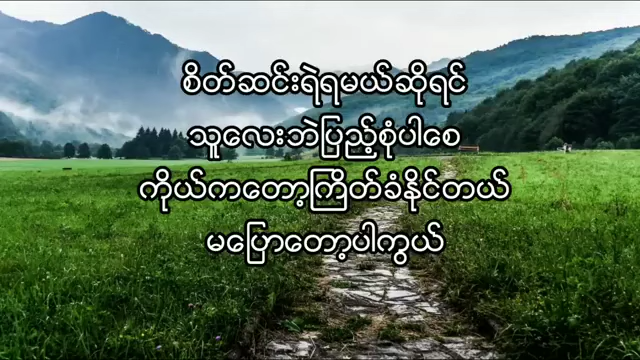 စိတ်ဆင်းရဲရမယ်ဆိုရင်
သူလေးဘဲပြည့်စုံပါစေ
ကိုယ်ကတော့ကြိတ်ခံနိုင်တယ်
မပြောတော့ပါကွယ်